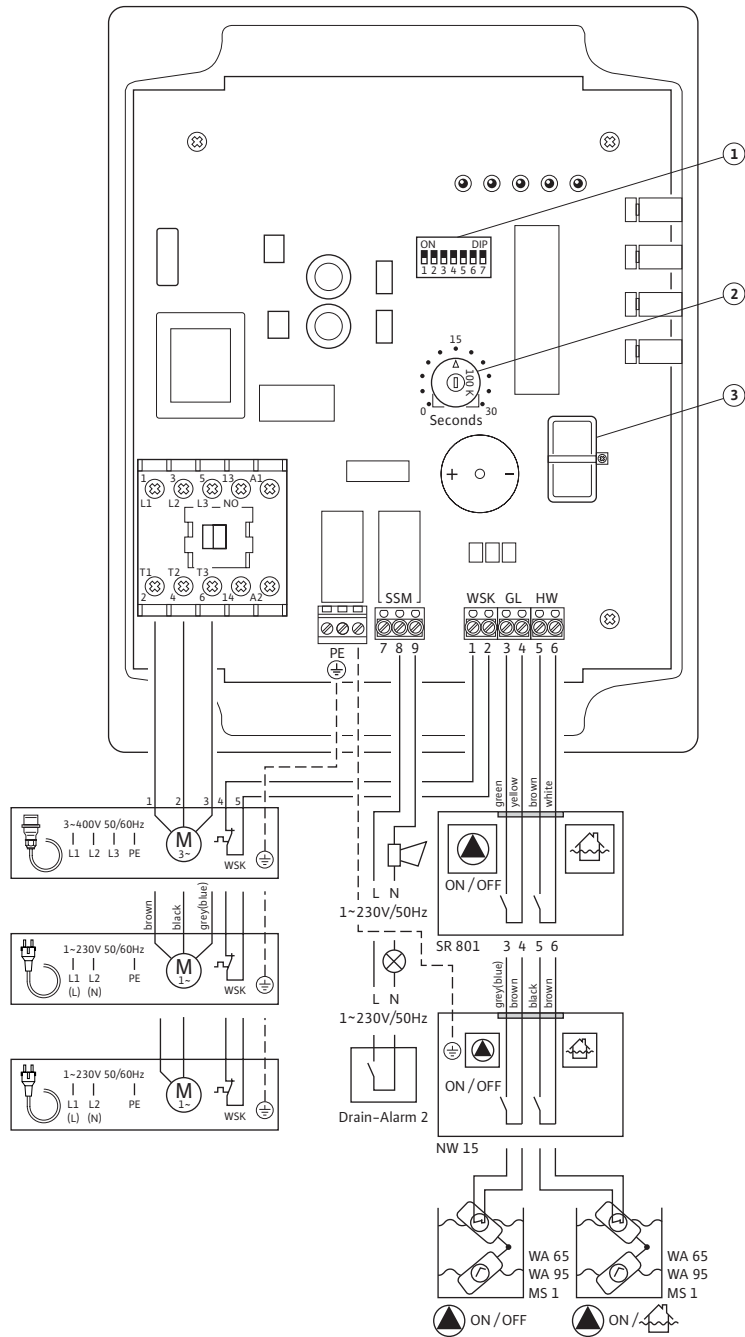 1
ON DIP
1 2 3 4 5 6 7
2
15
100 K
0 30
Seconds
3
+ -
1 3 5 13 A1
L1 L2 L3 NO
T1 T2 T3
2 4 6 14 A2
SSM
WSK GL HW
PE
7 8 9
1 2 3 4 5 6
green
yellow
brown
white
1 2 3 4 5
3~400V 50/60Hz
L1 L2 L3 PE
M
3~
WSK
ON / OFF
L N
1~230V/50Hz
SR 801
3 4 5 6
brown
black
grey(blue)
1~230V 50/60Hz
L1 L2 PE
(L) (N)
M
1~
WSK
grey(blue)
brown
black
brown
L N
1~230V/50Hz
ON / OFF
Drain-Alarm 2
NW 15
1~230V 50/60Hz
L1 L2 PE
(L) (N)
M
1~
WSK
WA 65
WA 95
MS 1
WA 65
WA 95
MS 1
ON / OFF
ON /